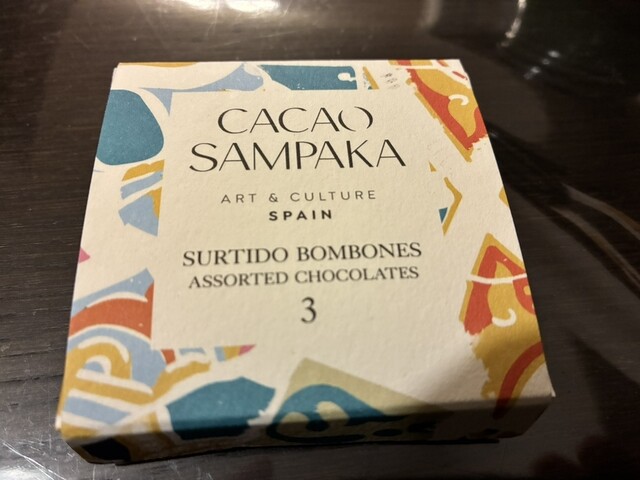 CACAO
SAMPAKA
ART & CULTURE
SPAIN
SURTIDO BOMBONES
ASSORTED CHOCOLATES
3